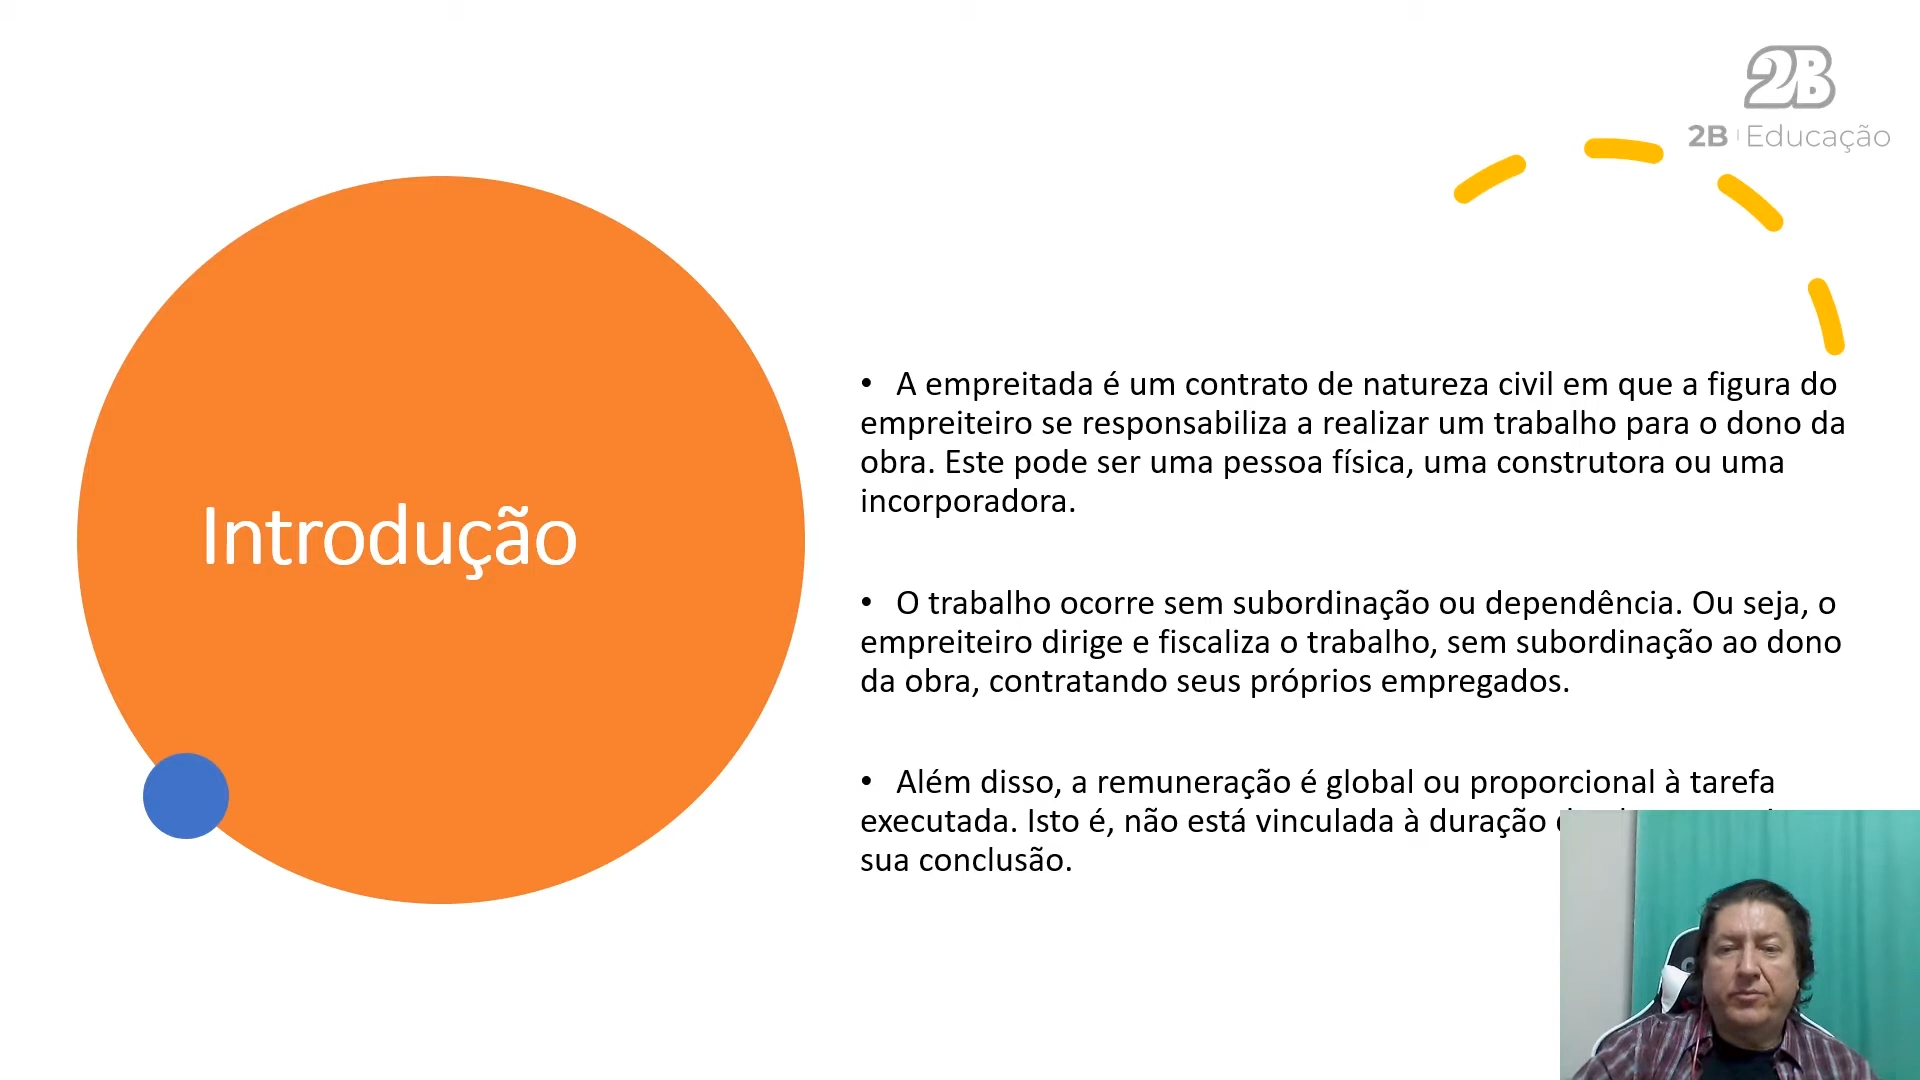 2B
2B | Educação
Introdução
• A empreitada é um contrato de natureza civil em que a figura do
empreiteiro se responsabiliza a realizar um trabalho para o dono da
obra. Este pode ser uma pessoa física, uma construtora ou uma
incorporadora.
• O trabalho ocorre sem subordinação ou dependência. Ou seja, o
empreiteiro dirige e fiscaliza o trabalho, sem subordinação ao dono
da obra, contratando seus próprios empregados.
• Além disso, a remuneração é global ou proporcional à tarefa
executada. Isto é, não está vinculada à duração
sua conclusão.